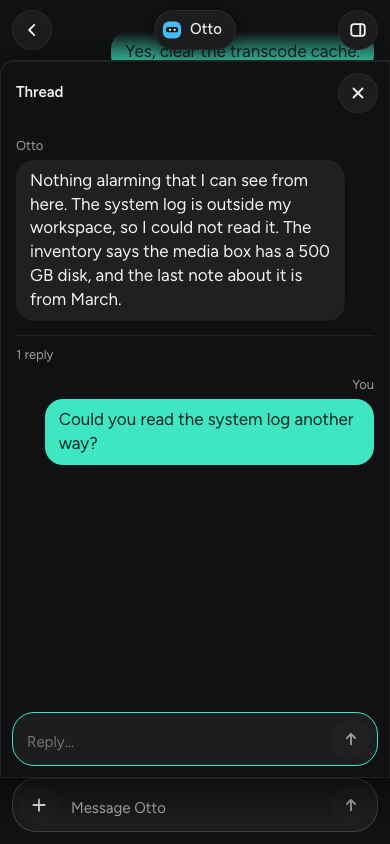 Otto
Yes, clear the transcode cache.
Thread
Otto
Nothing alarming that I can see from
here. The system log is outside my
workspace, so I could not read it. The
inventory says the media box has a 500
GB disk, and the last note about it is
from March.
1 reply
You
Could you read the system log another
way?
Reply...
Message Otto